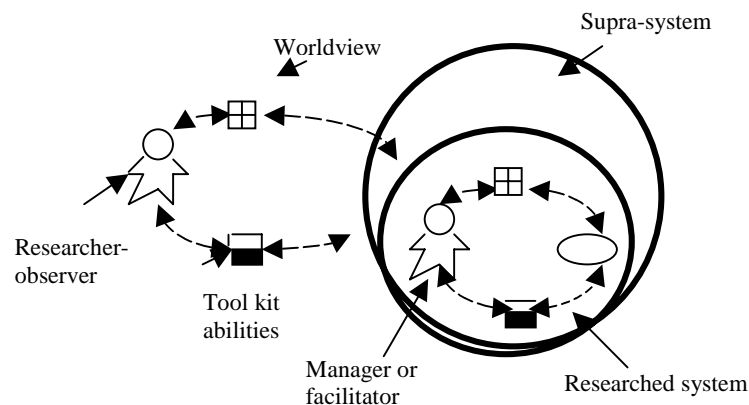 Supra-system
Worldview
Researcher-
observer
Tool kit
abilities
Manager or
facilitator
Researched system